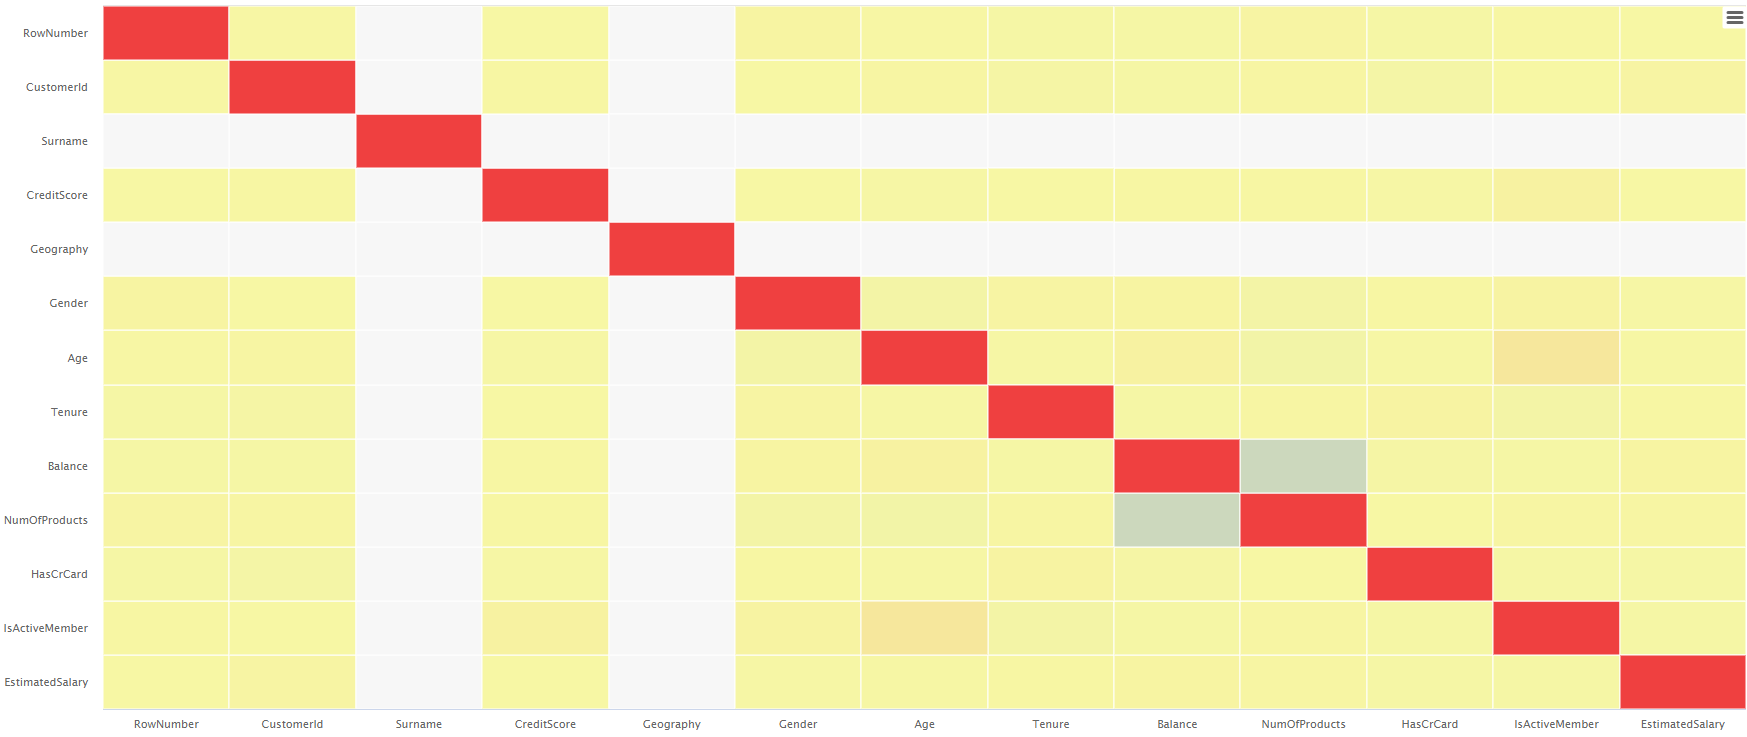 RowNumber
CustomerId
Surname
CreditScore
Geography
Gender
Age
Tenure
Balance
NumOfProducts
HasCrCard
IsActiveMember
EstimatedSalary
RowNumber CustomerId Surname CreditScore Geography Gender Age Tenure Balance NumOfProducts HasCrCard IsActiveMember EstimatedSalary